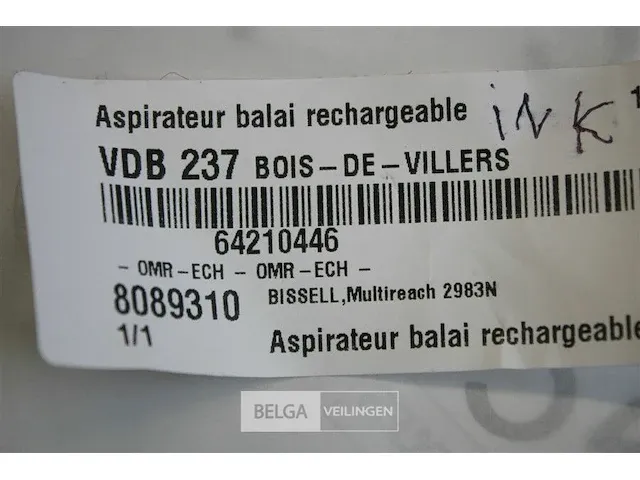 Aspirateur balai rechargeable INK 1
VDB 237 BOIS-DE-VILLERS
64210446
- OMR-ECH - OMR-ECH -
8089310 BISSELL,Multireach 2983N
1/1 Aspirateur balai rechargeable
BELGA VEILINGEN